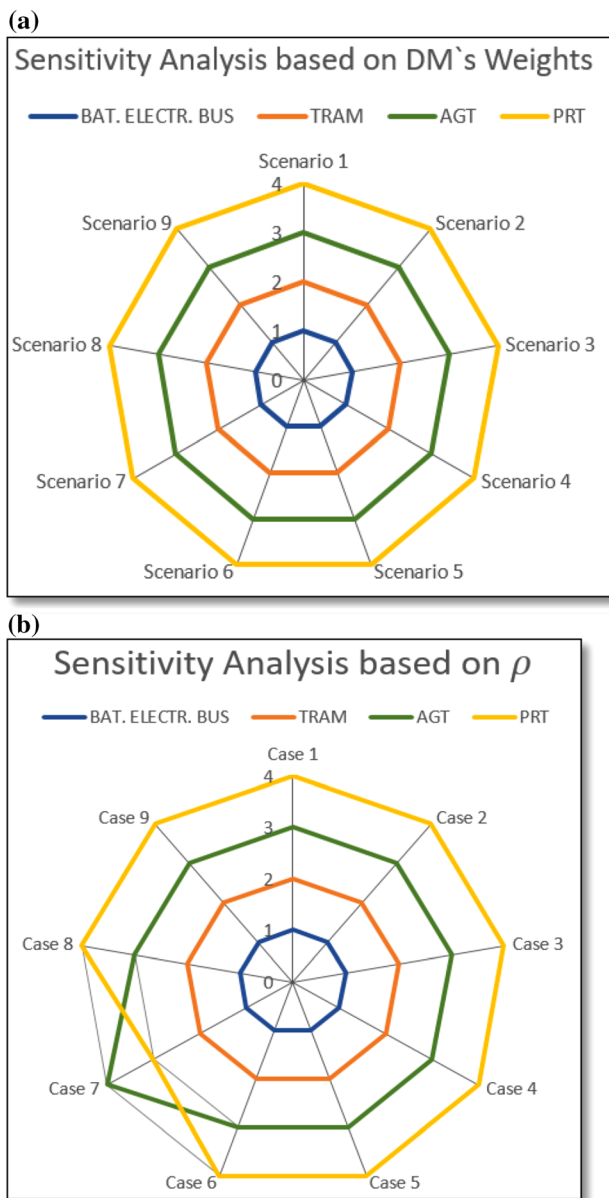 (a)
Sensitivity Analysis based on DM`s Weights
BAT. ELECTR. BUS TRAM AGT PRT
Scenario 1
4
Scenario 9 Scenario 2
3
2
1
Scenario 8 Scenario 3
0
Scenario 7 Scenario 4
Scenario 6 Scenario 5
(b)
Sensitivity Analysis based on ρ
BAT. ELECTR. BUS TRAM AGT PRT
Case 1
4
Case 9 Case 2
3
2
1
Case 8 Case 3
0
Case 7 Case 4
Case 6 Case 5